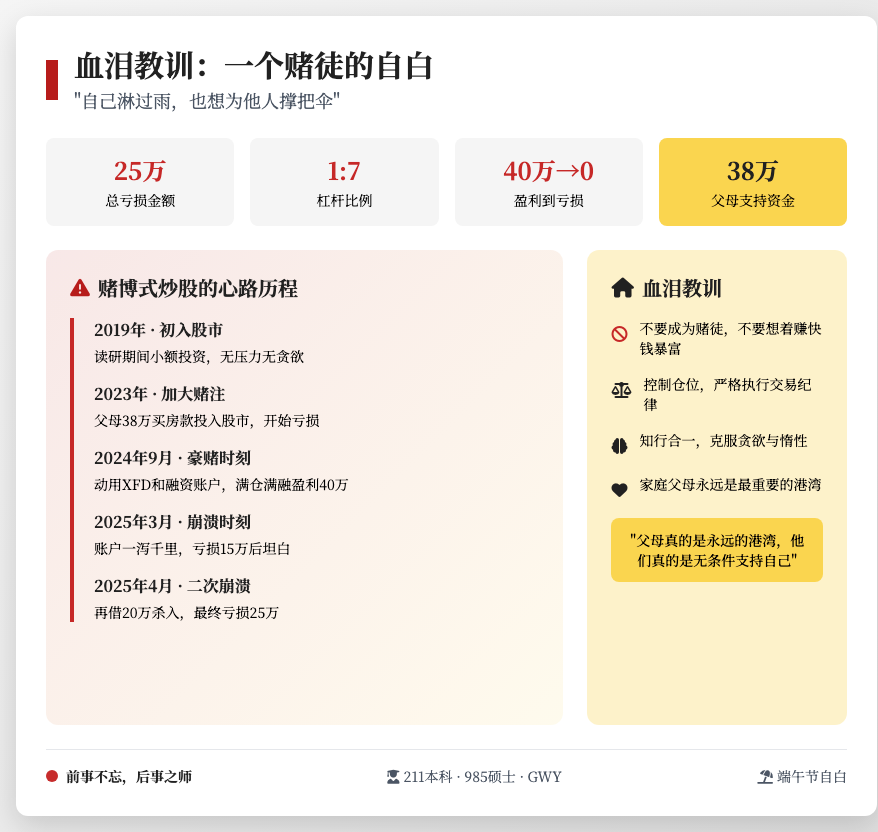 血泪教训：一个赌徒的自白
"自己淋过雨，也想为他人撑把伞"
25万
总亏损金额
1:7
杠杆比例
40万→0
盈利到亏损
38万
父母支持资金
赌博式炒股的心路历程
2019年 · 初入股市
读研期间小额投资，无压力无贪欲
2023年 · 加大赌注
父母38万买房款投入股市，开始亏损
2024年9月 · 豪赌时刻
动用XFD和融资账户，满仓满融盈利40万
2025年3月 · 崩溃时刻
账户一泻千里，亏损15万后坦白
2025年4月 · 二次崩溃
再借20万杀入，最终亏损25万
血泪教训
不要成为赌徒，不要想着赚快
钱暴富
控制仓位，严格执行交易纪
律
知行合一，克服贪欲与惰性
家庭父母永远是最重要的港湾
"父母真的是永远的港湾，他
们真的是无条件支持自己"
前事不忘，后事之师
211本科 · 985硕士 · GWY
端午节自白